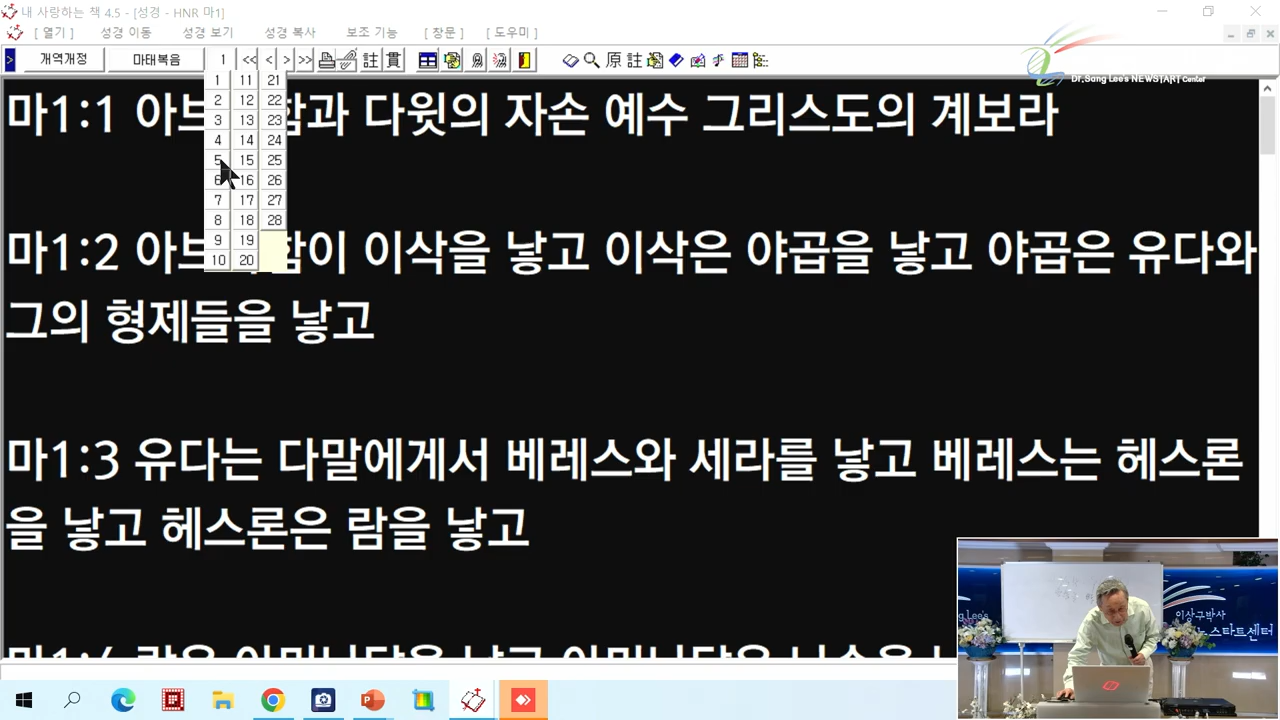 내 사랑하는 책 4.5 - [성경 - HNR 마1]
[ 열기 ] 성경 이동 성경 보기 성경 복사 보조 기능 [ 창문 ] [ 도우미 ]
> 개역개정 마태복음 1 << < > >> 註 貫 原 註
Dr.Sang Lee's NEWSTART Center
1 11 21
2 12 22
3 13 23
4 14 24
5 15 25
6 16 26
7 17 27
8 18 28
9 19
10 20
마1:1 아브 함과 다윗의 자손 예수 그리스도의 계보라
마1:2 아브 함이 이삭을 낳고 이삭은 야곱을 낳고 야곱은 유다와
그의 형제들을 낳고
마1:3 유다는 다말에게서 베레스와 세라를 낳고 베레스는 헤스론
을 낳고 헤스론은 람을 낳고
이상구박사
스타트센터